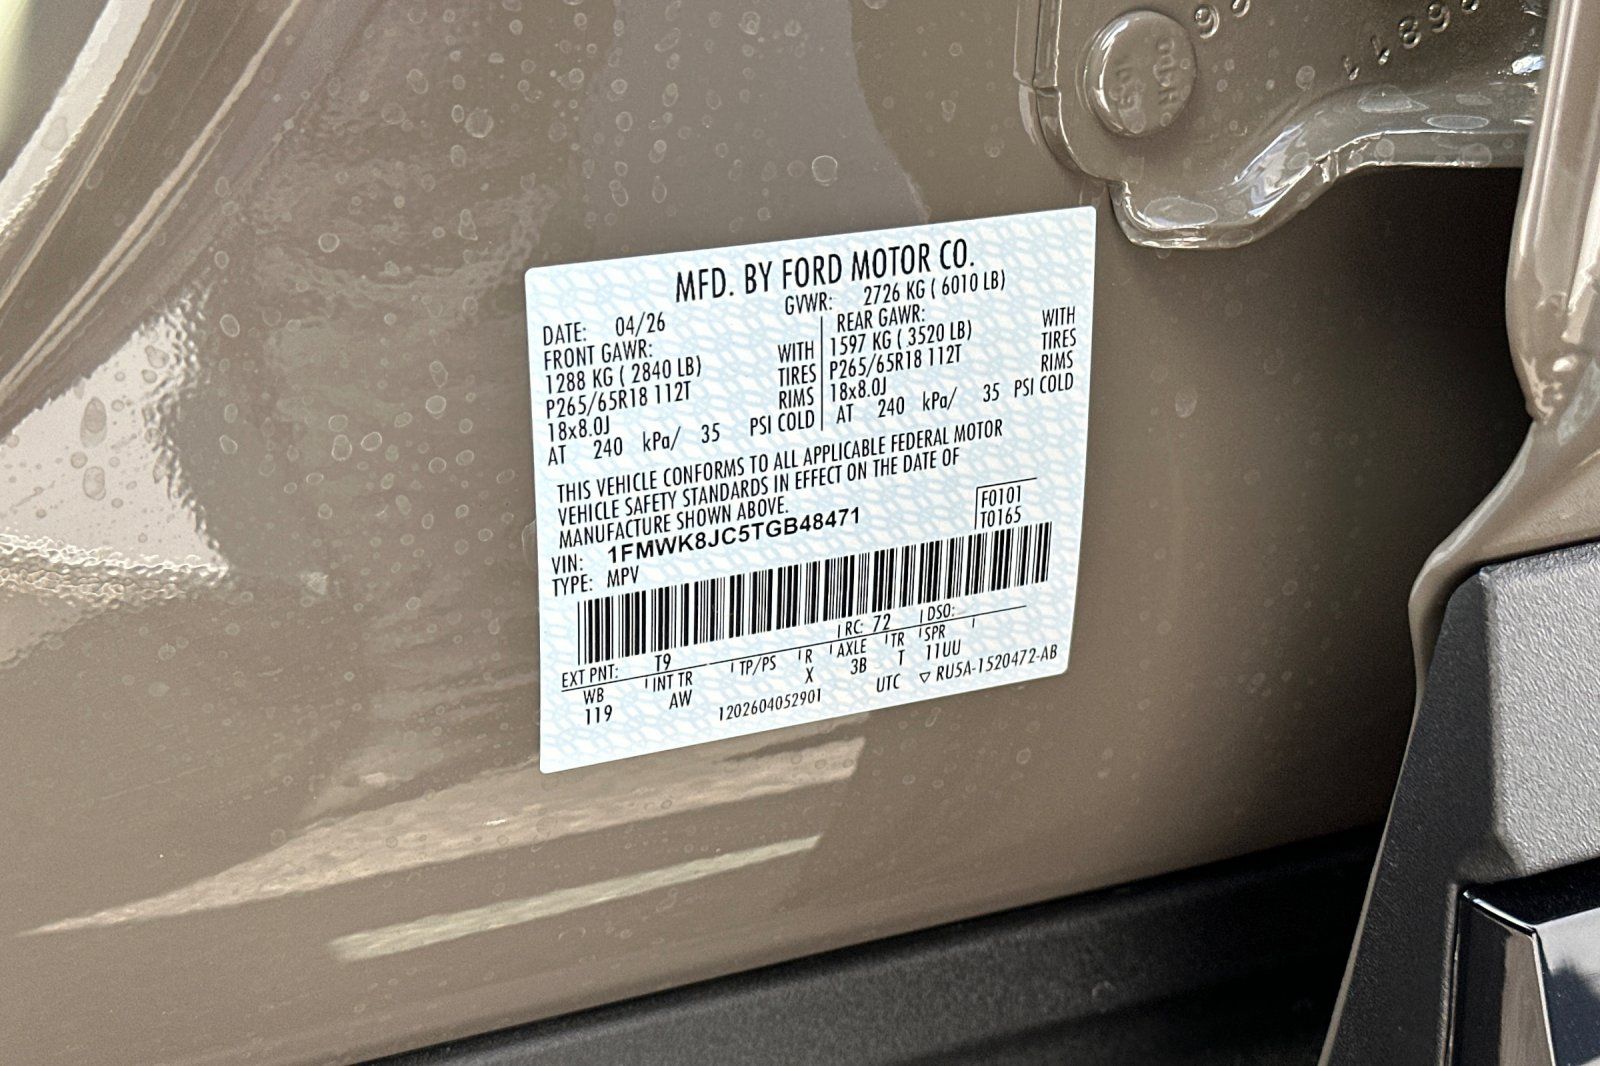 MFD. BY FORD MOTOR CO.
DATE: 04/26 GVWR: 2726 KG ( 6010 LB)
FRONT GAWR: REAR GAWR:
1288 KG ( 2840 LB) WITH 1597 KG ( 3520 LB) WITH
P265/65R18 112T TIRES P265/65R18 112T TIRES
18x8.0J RIMS 18x8.0J RIMS
AT 240 kPa/ 35 PSI COLD AT 240 kPa/ 35 PSI COLD
THIS VEHICLE CONFORMS TO ALL APPLICABLE FEDERAL MOTOR
VEHICLE SAFETY STANDARDS IN EFFECT ON THE DATE OF
MANUFACTURE SHOWN ABOVE.
VIN: 1FMWK8JC5TGB48471 F0101
TYPE: MPV T0165
EXT PNT: T9 RC: 72 DSO:
WB INT TR TP/PS R AXLE TR SPR
119 AW X 3B T 11UU
1202604052901 UTC ▽ RU5A-1520472-AB